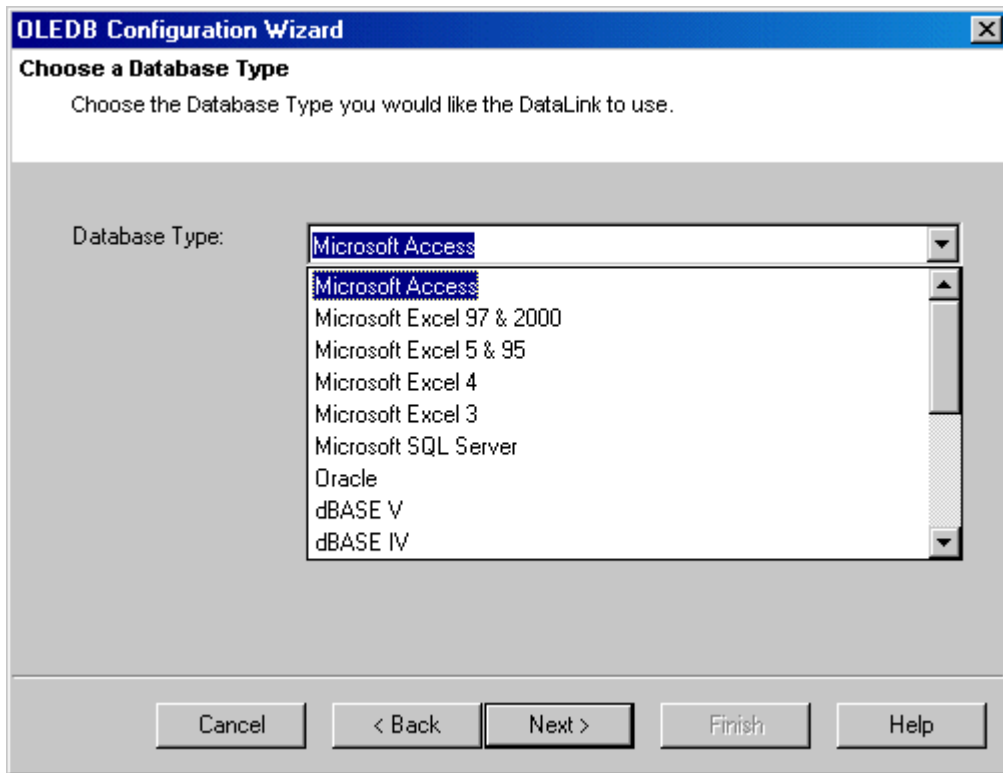 OLEDB Configuration Wizard
Choose a Database Type
Choose the Database Type you would like the DataLink to use.
Database Type: Microsoft Access
Microsoft Access
Microsoft Excel 97 & 2000
Microsoft Excel 5 & 95
Microsoft Excel 4
Microsoft Excel 3
Microsoft SQL Server
Oracle
dBASE V
dBASE IV
Cancel < Back Next > Finish Help